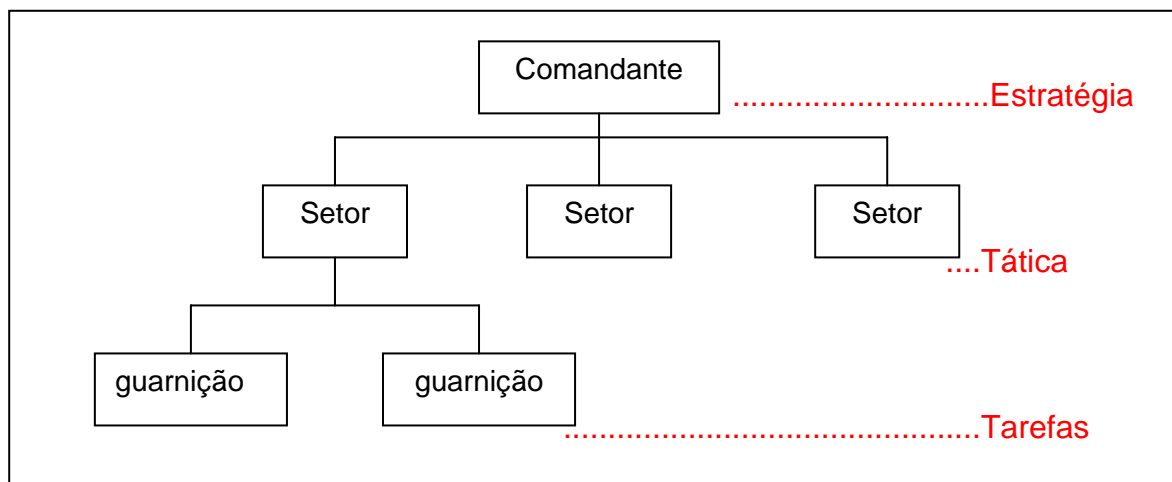 Comandante
............................Estratégia
Setor Setor Setor
....Tática
guarnição guarnição
..............................................Tarefas